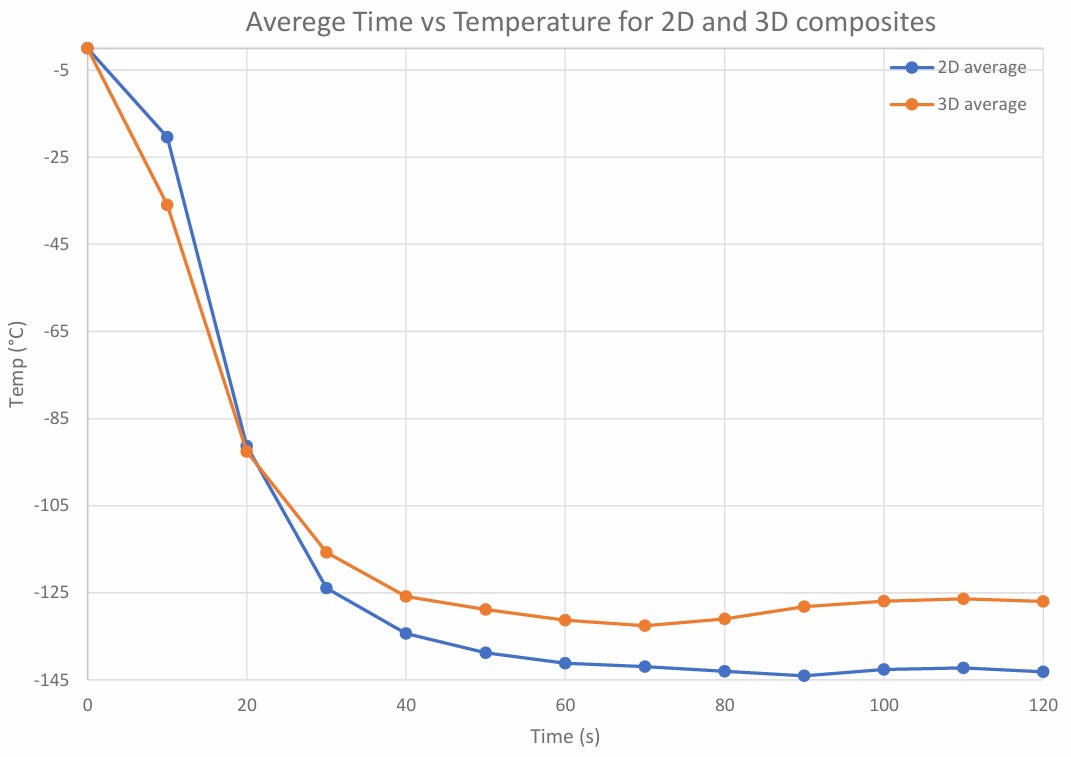 Averege Time vs Temperature for 2D and 3D composites
2D average
3D average
-5
-25
-45
-65
-85
-105
-125
-145
Temp (°C)
0 20 40 60 80 100 120
Time (s)